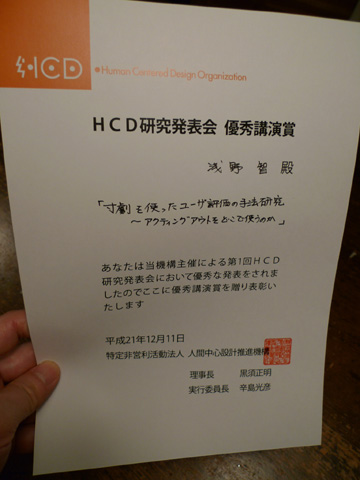 HCD
Human Centered Design Organization
HCD研究発表会 優秀講演賞
浅野 智 殿
「寸劇を使ったユーザ評価の手法研究
～アクティングアウトをどこで使うのか」
あなたは当機構主催による第1回HCD
研究発表会において優秀な発表をされま
したのでここに優秀講演賞を贈り表彰い
たします
平成21年12月11日
特定非営利活動法人 人間中心設計推進機構
理事長 黒須正明
実行委員長 辛島光彦